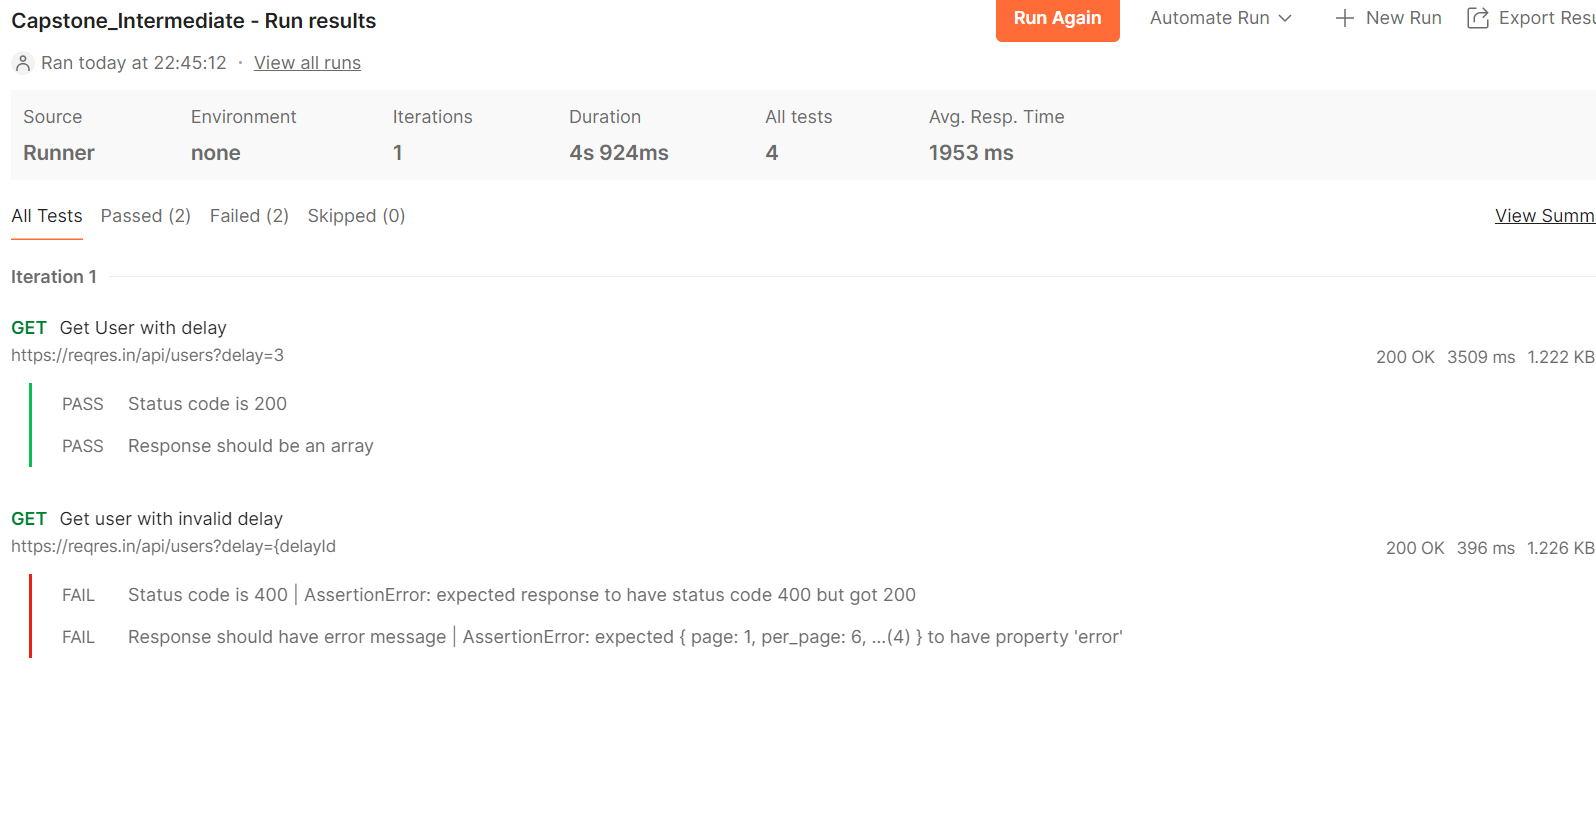 Capstone_Intermediate - Run results
Run Again
Automate Run
New Run
Export Resu
Ran today at 22:45:12 · View all runs
Source Environment Iterations Duration All tests Avg. Resp. Time
Runner none 1 4s 924ms 4 1953 ms
All Tests Passed (2) Failed (2) Skipped (0)
View Summ
Iteration 1
GET Get User with delay
https://reqres.in/api/users?delay=3
200 OK 3509 ms 1.222 KB
PASS Status code is 200
PASS Response should be an array
GET Get user with invalid delay
https://reqres.in/api/users?delay={delayId
200 OK 396 ms 1.226 KB
FAIL Status code is 400 | AssertionError: expected response to have status code 400 but got 200
FAIL Response should have error message | AssertionError: expected { page: 1, per_page: 6, ...(4) } to have property 'error'